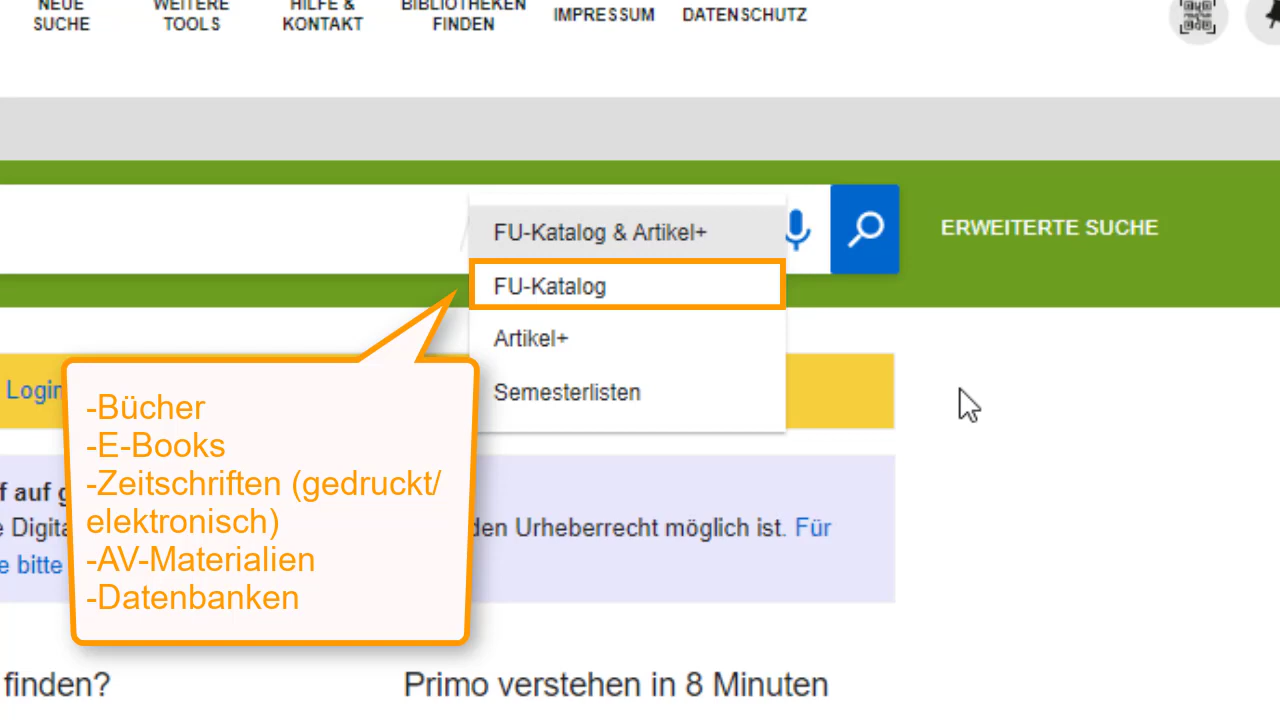 NEUE
SUCHE
WEITERE
TOOLS
HILFE &
KONTAKT
BIBLIOTHEKEN
FINDEN
IMPRESSUM
DATENSCHUTZ
FU-Katalog & Artikel+
ERWEITERTE SUCHE
FU-Katalog
Artikel+
Semesterlisten
Login
-Bücher
-E-Books
-Zeitschriften (gedruckt/
elektronisch)
-AV-Materialien
-Datenbanken
f auf g
e Digita
den Urheberrecht möglich ist. Für
e bitte
finden?
Primo verstehen in 8 Minuten